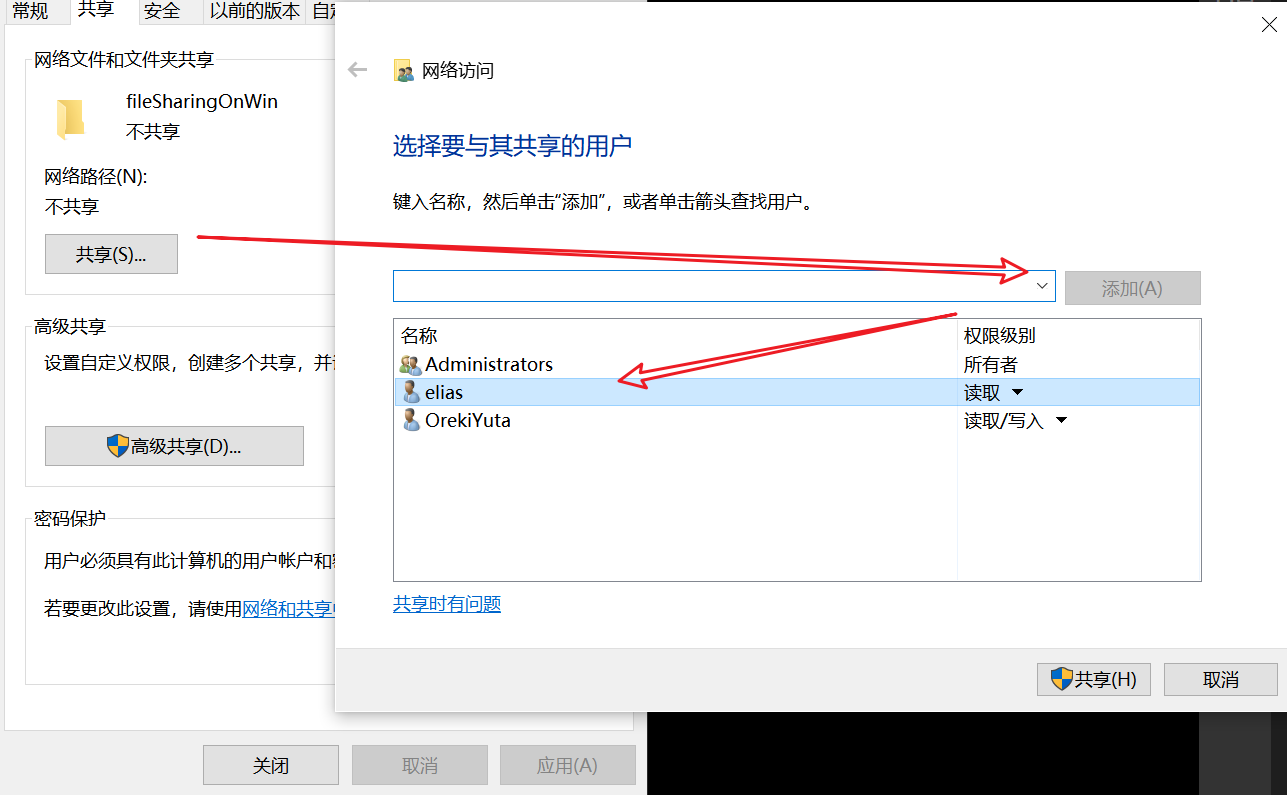 常规
共享
安全
以前的版本
网络文件和文件夹共享
fileSharingOnWin
不共享
网络路径(N):
不共享
共享(S)...
高级共享
设置自定义权限，创建多个共享，并
高级共享(D)...
密码保护
用户必须具有此计算机的用户帐户和
若要更改此设置，请使用网络和共享
关闭
取消
应用(A)
网络访问
选择要与其共享的用户
键入名称，然后单击“添加”，或者单击箭头查找用户。
添加(A)
名称 权限级别
Administrators 所有者
elias 读取
OrekiYuta 读取/写入
共享时有问题
共享(H)
取消